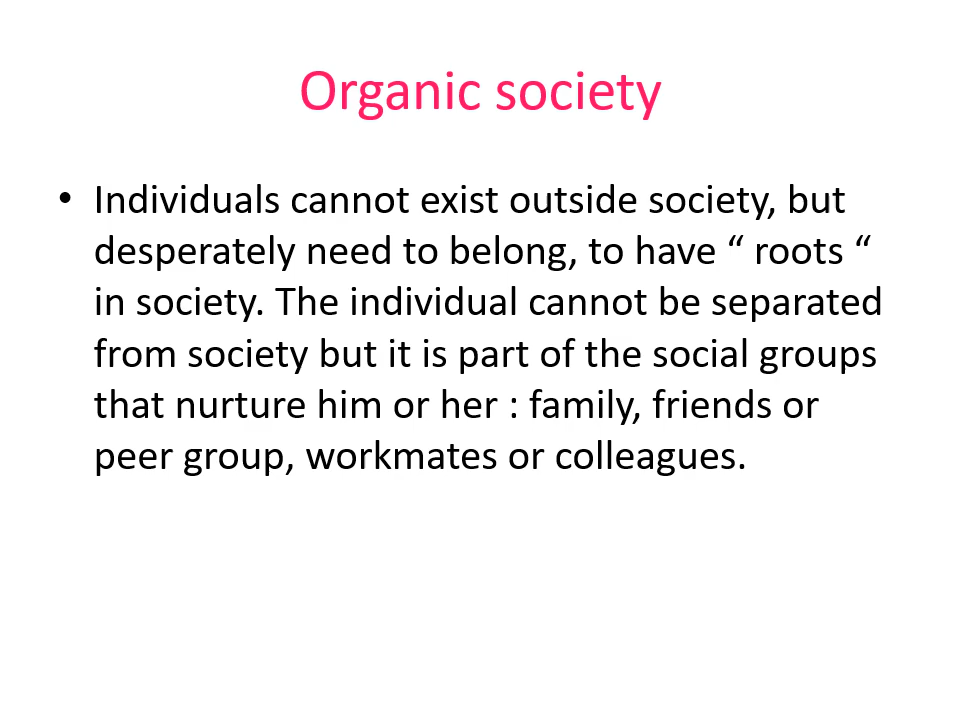 Organic society
• Individuals cannot exist outside society, but
desperately need to belong, to have “ roots “
in society. The individual cannot be separated
from society but it is part of the social groups
that nurture him or her : family, friends or
peer group, workmates or colleagues.